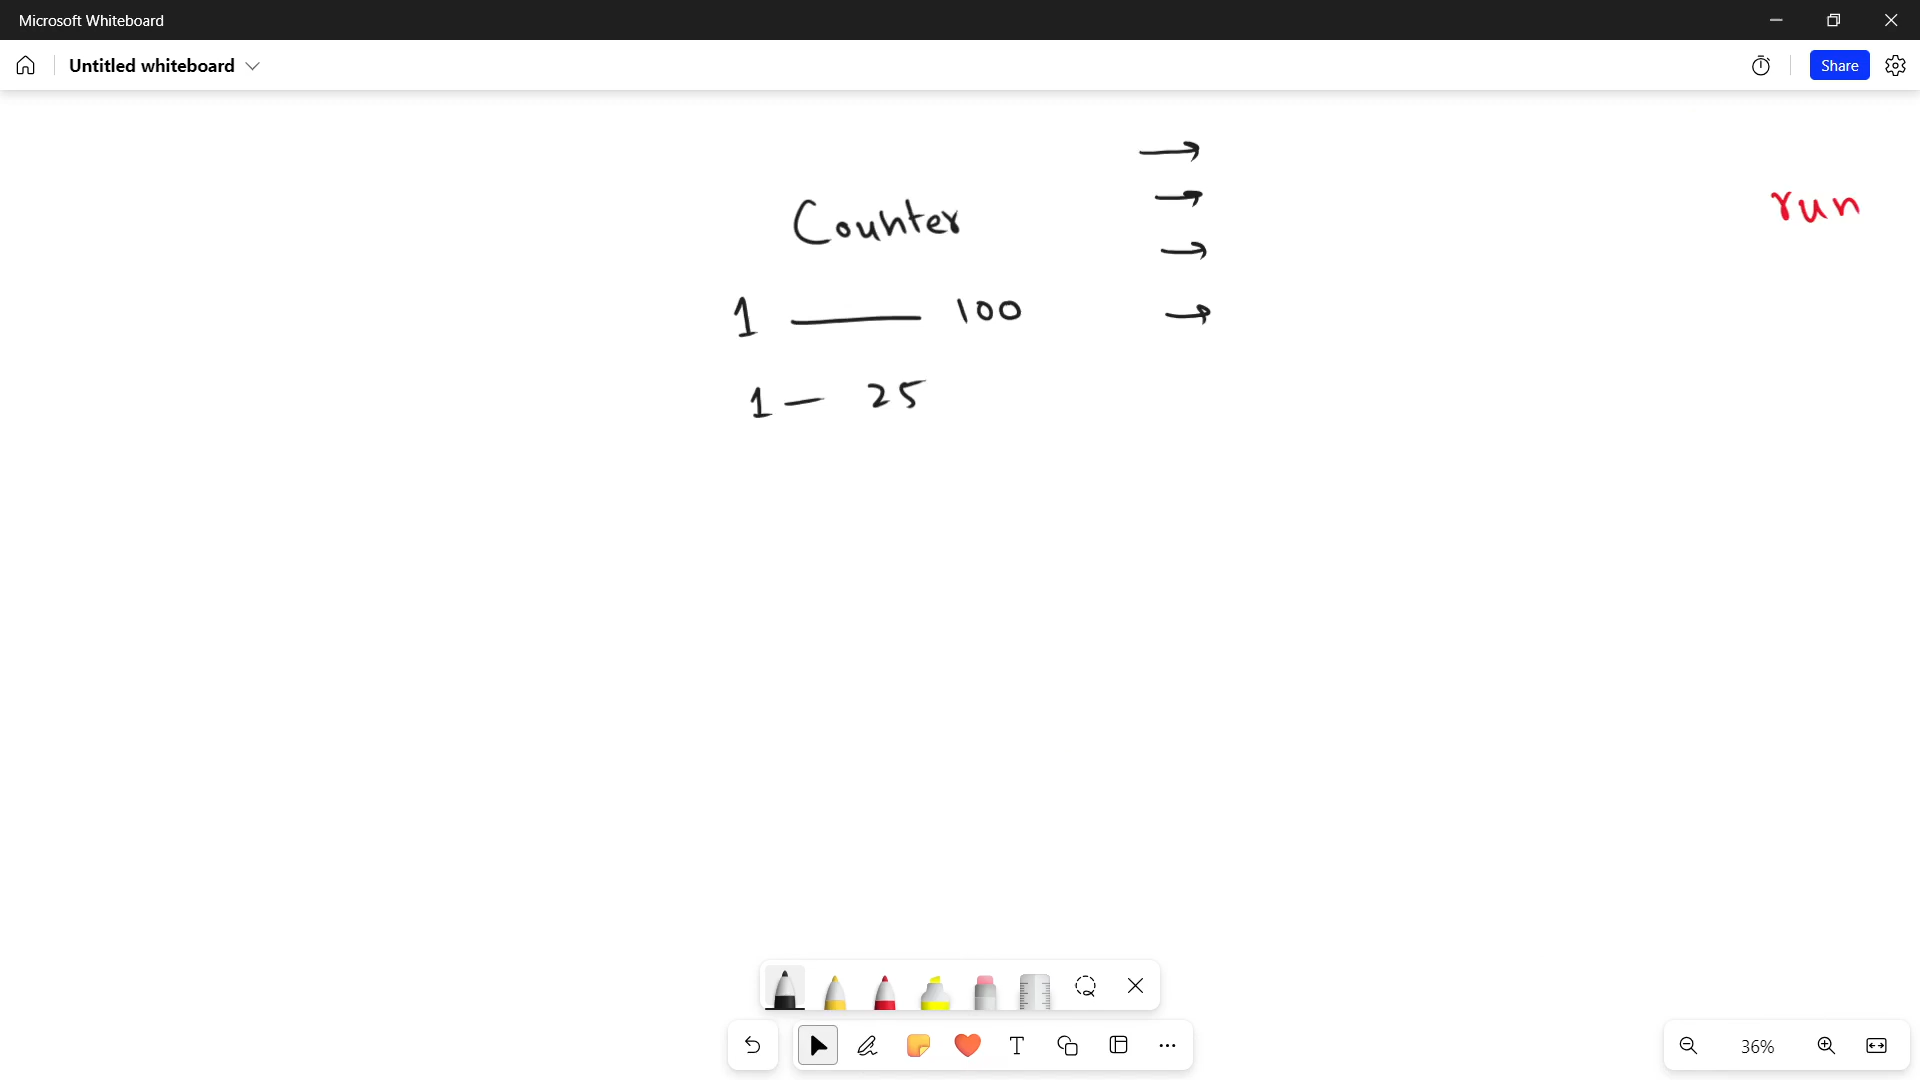 Microsoft Whiteboard
Untitled whiteboard
Share
Counter
run
1 — 100
1 — 25
T
36%